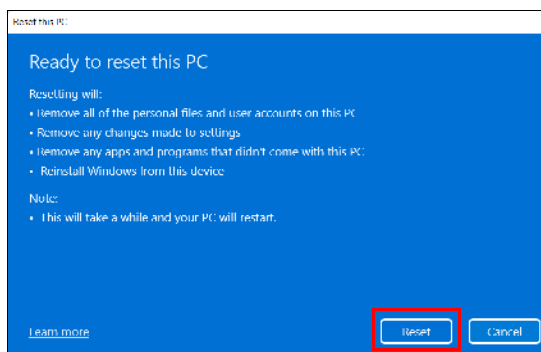 Reset this PC
Ready to reset this PC
Resetting will:
• Remove all of the personal files and user accounts on this PC
• Remove any changes made to settings
• Remove any apps and programs that didn't come with this PC
• Reinstall Windows from this device
Note:
• This will take a while and your PC will restart.
Learn more
Reset
Cancel